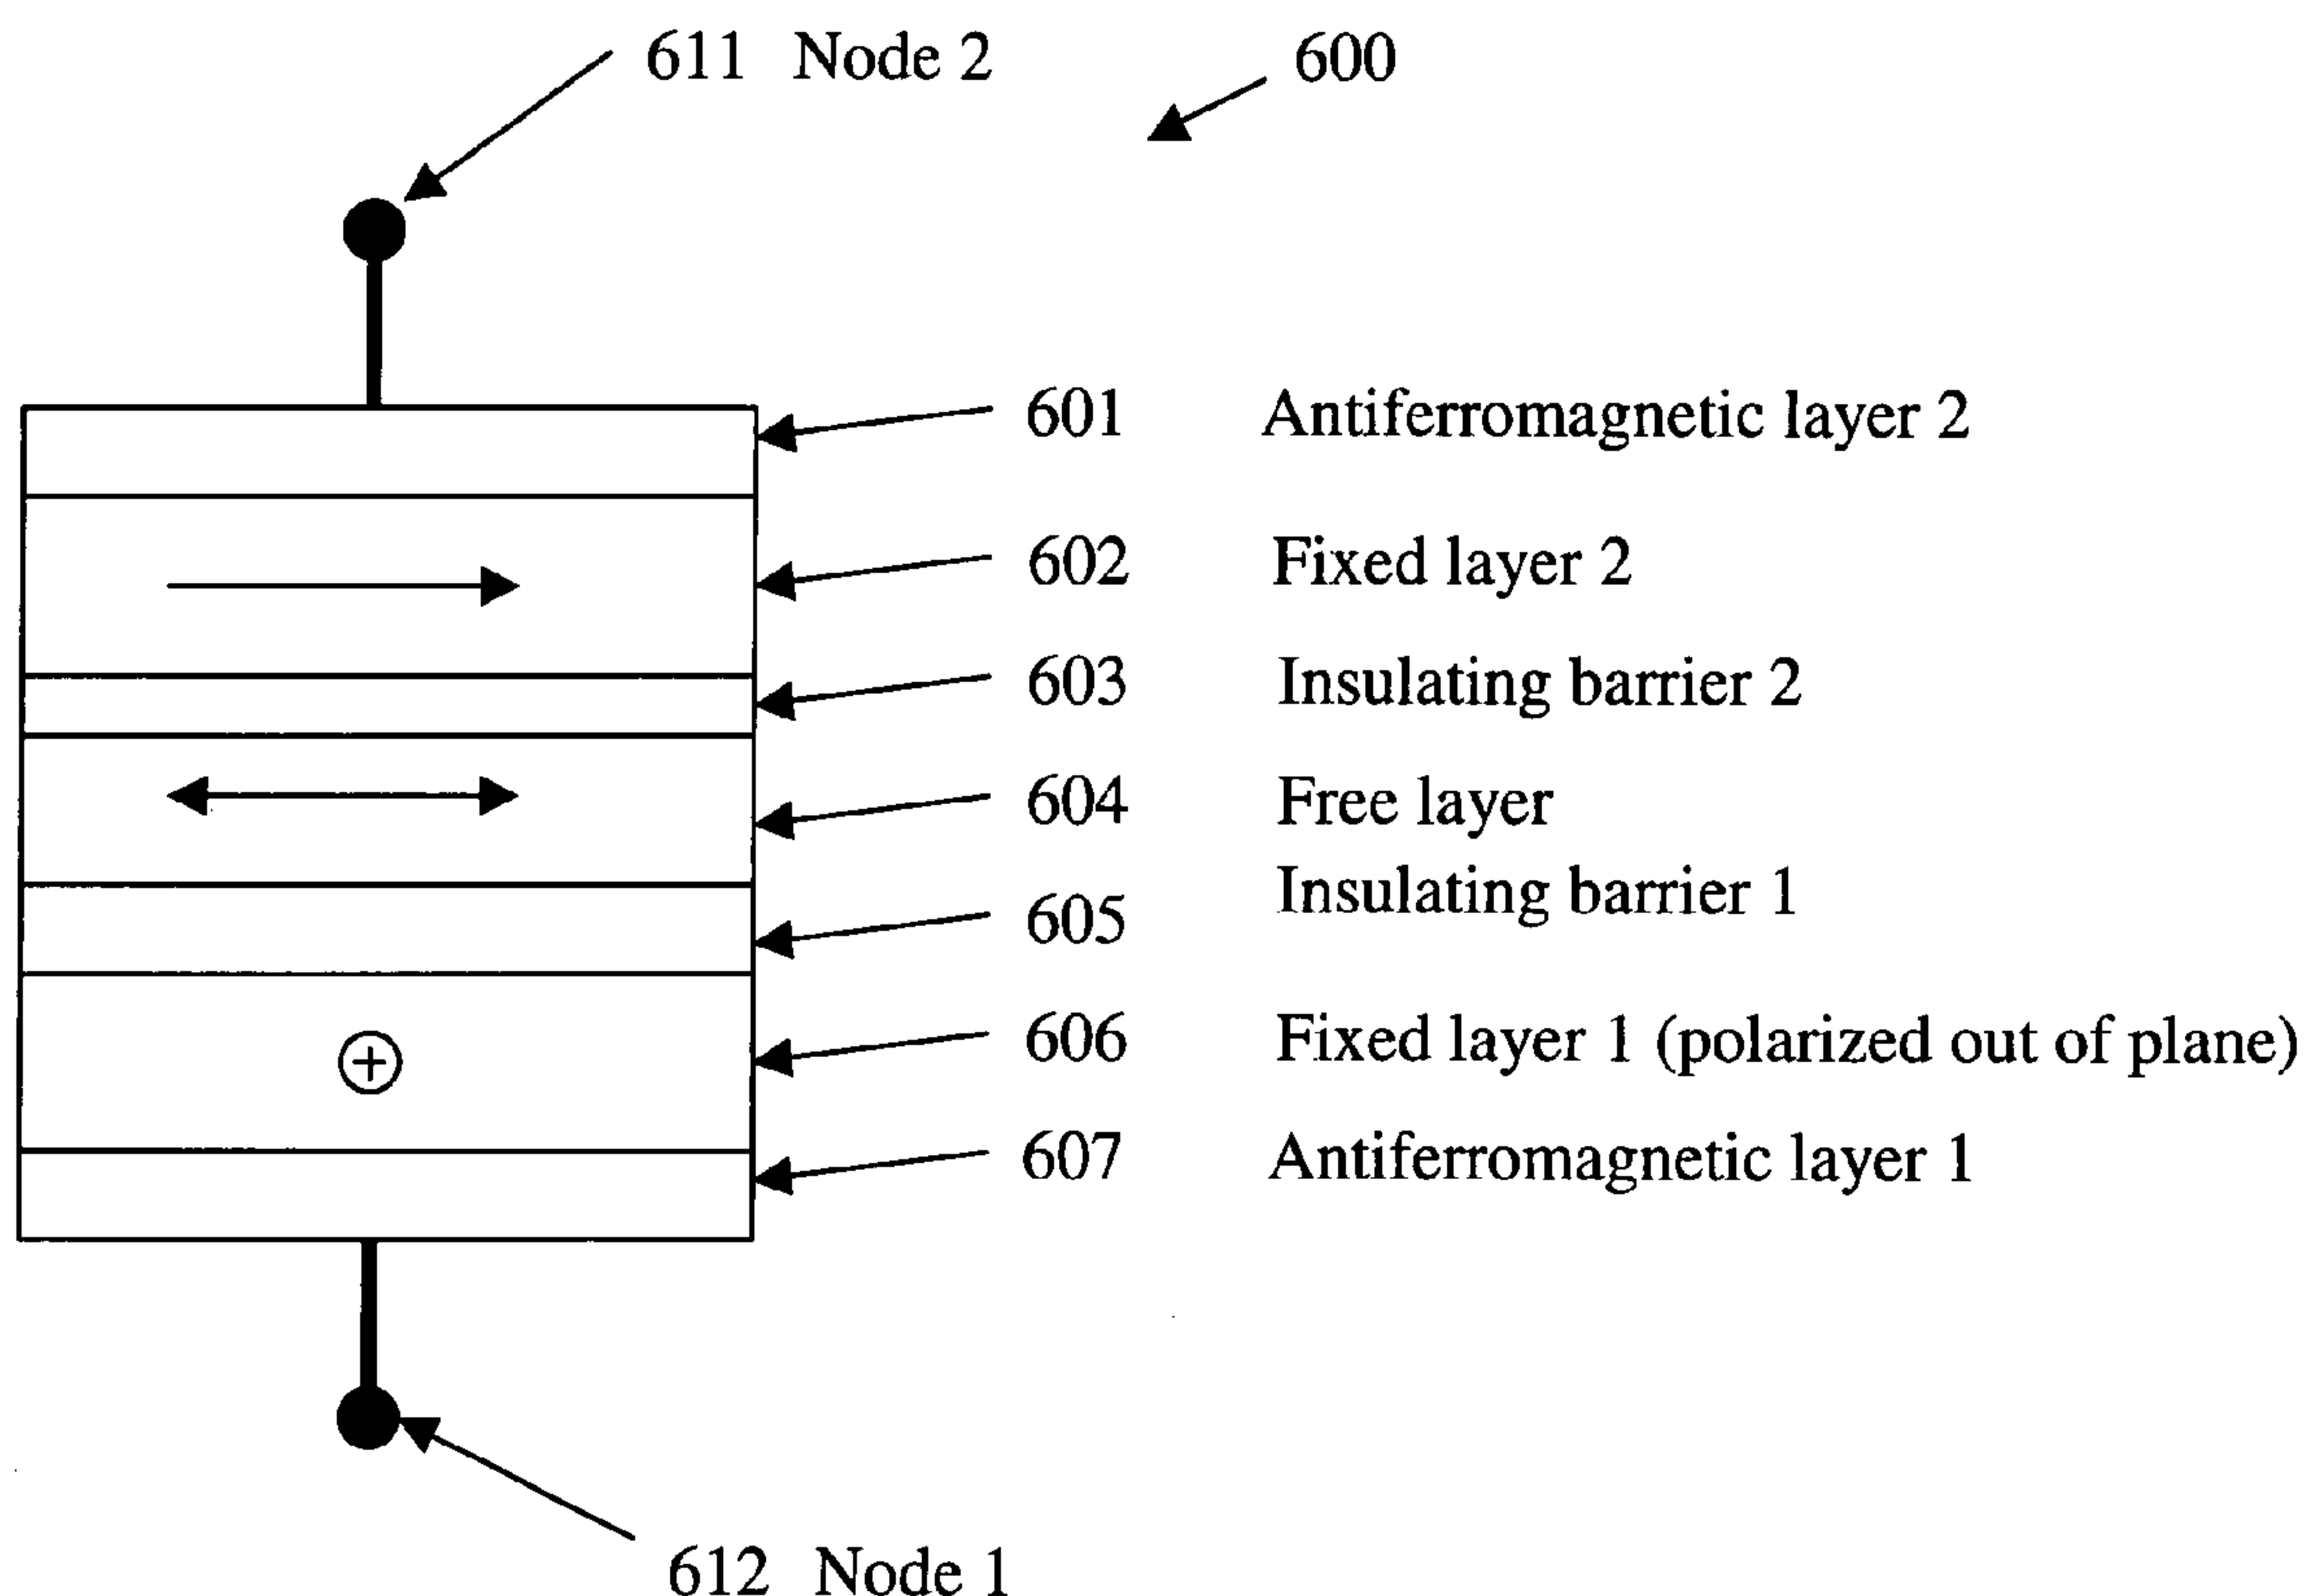 611 Node 2
600
601 Antiferromagnetic layer 2
602 Fixed layer 2
603 Insulating barrier 2
604 Free layer
605 Insulating barrier 1
606 Fixed layer 1 (polarized out of plane)
607 Antiferromagnetic layer 1
612 Node 1